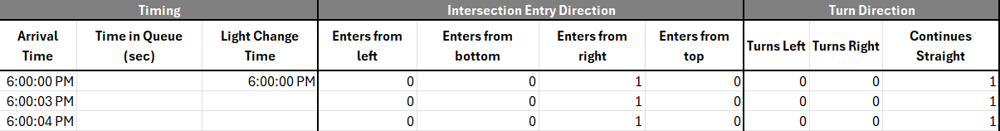 Timing Intersection Entry Direction Turn Direction
Arrival Time Time in Queue (sec) Light Change Time Enters from left Enters from bottom Enters from right Enters from top Turns Left Turns Right Continues Straight
6:00:00 PM 6:00:00 PM 0 0 1 0 0 0 1
6:00:03 PM 0 0 1 0 0 0 1
6:00:04 PM 0 0 1 0 0 0 1